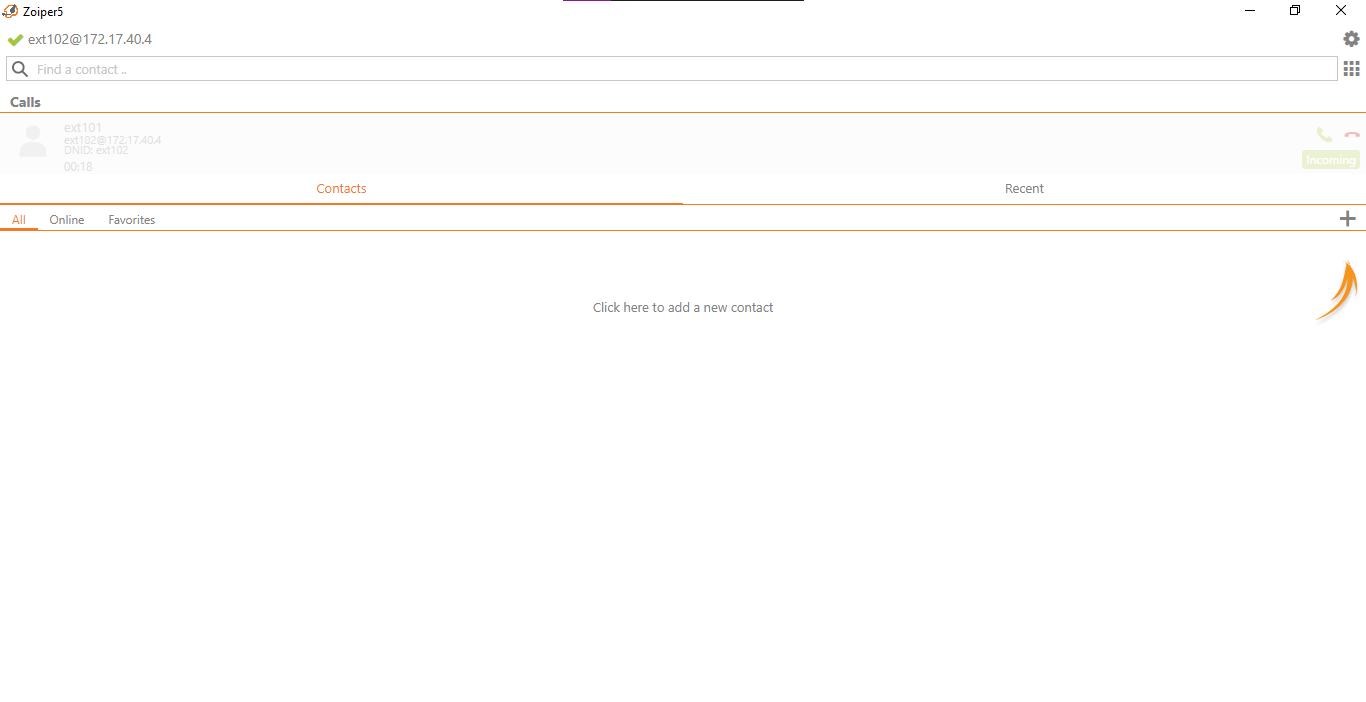 Zoiper5
ext102@172.17.40.4
Find a contact ..
Calls
ext101
ext102@172.17.40.4
DNID: ext102
00:18
Incoming
Contacts Recent
All Online Favorites
Click here to add a new contact